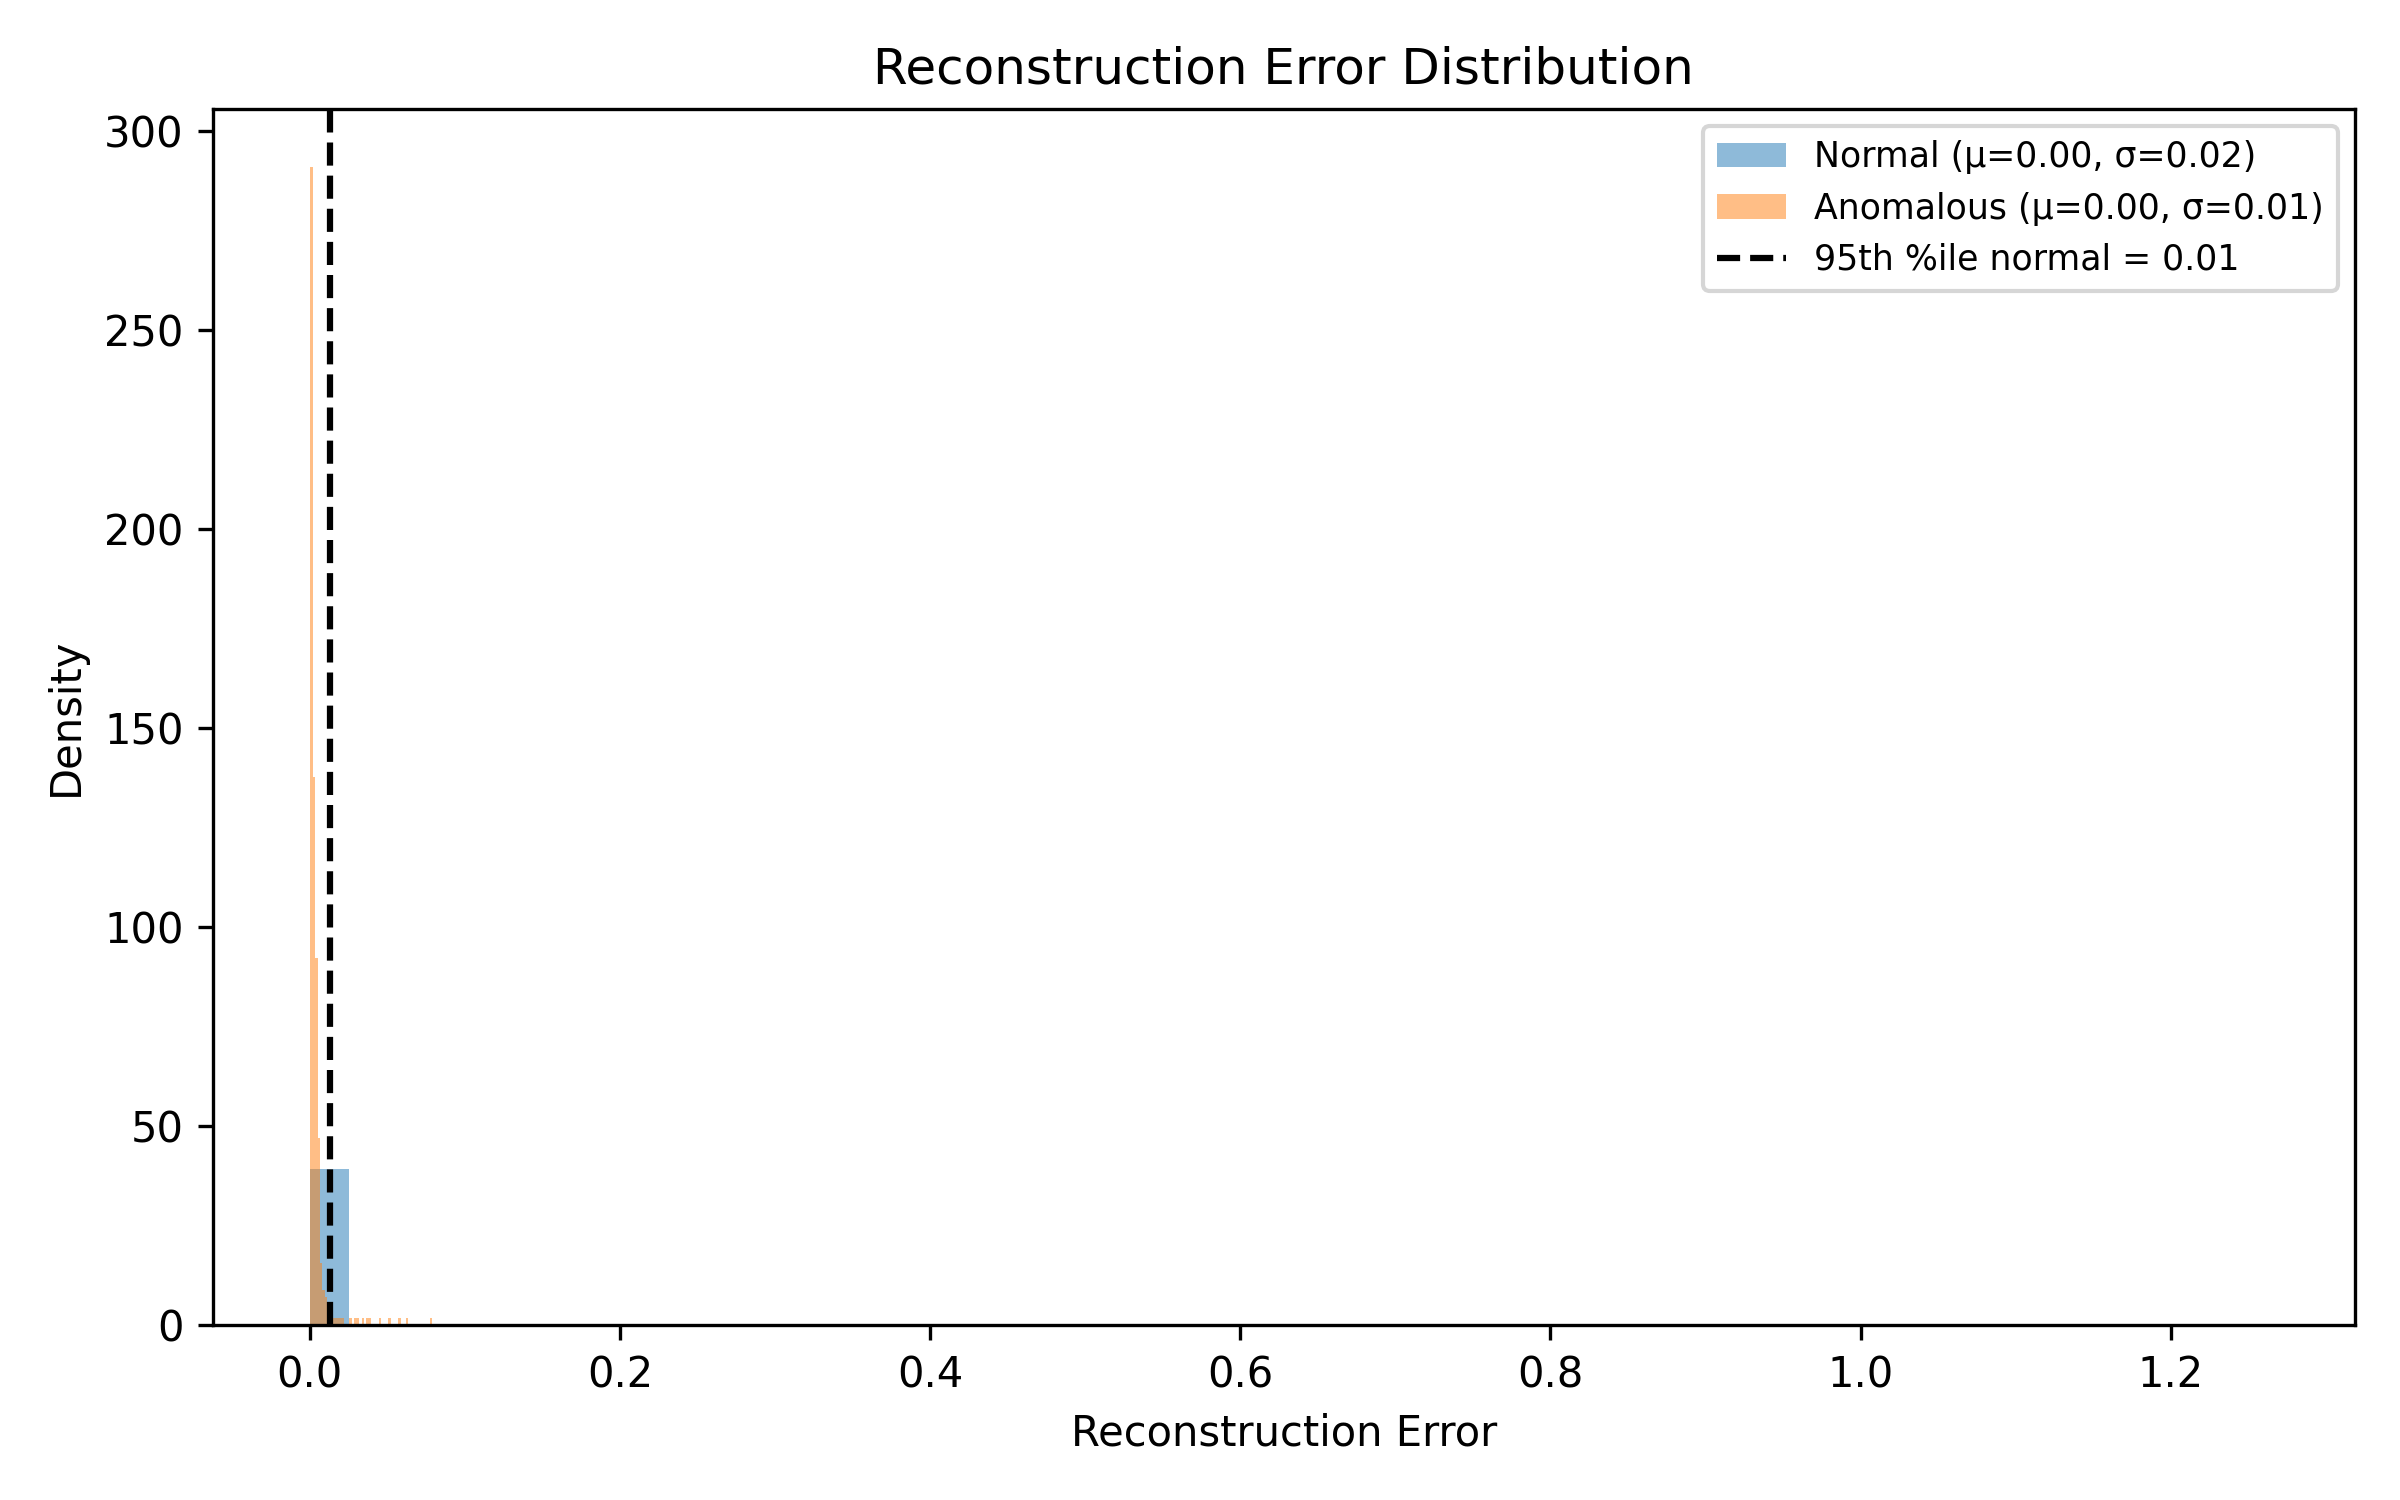 Reconstruction Error Distribution
300
250
200
150
100
50
0
Density
Normal (μ=0.00, σ=0.02)
Anomalous (μ=0.00, σ=0.01)
95th %ile normal = 0.01
0.0 0.2 0.4 0.6 0.8 1.0 1.2
Reconstruction Error